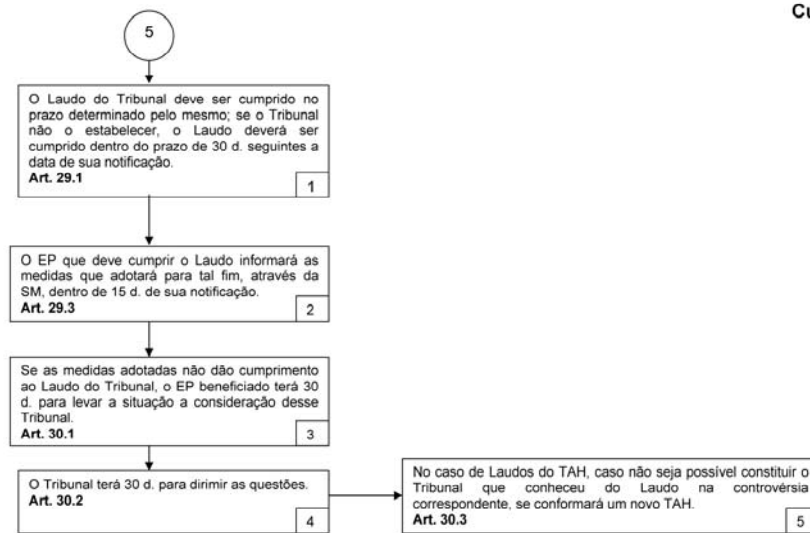 Cu
5
O Laudo do Tribunal deve ser cumprido no
prazo determinado pelo mesmo; se o Tribunal
não o estabelecer, o Laudo deverá ser
cumprido dentro do prazo de 30 d. seguintes a
data de sua notificação.
Art. 29.1
1
O EP que deve cumprir o Laudo informará as
medidas que adotará para tal fim, através da
SM, dentro de 15 d. de sua notificação.
Art. 29.3
2
Se as medidas adotadas não dão cumprimento
ao Laudo do Tribunal, o EP beneficiado terá 30
d. para levar a situação a consideração desse
Tribunal.
Art. 30.1
3
O Tribunal terá 30 d. para dirimir as questões.
Art. 30.2
4
No caso de Laudos do TAH, caso não seja possível constituir o
Tribunal que conheceu do Laudo na controvérsia
correspondente, se conformará um novo TAH.
Art. 30.3
5